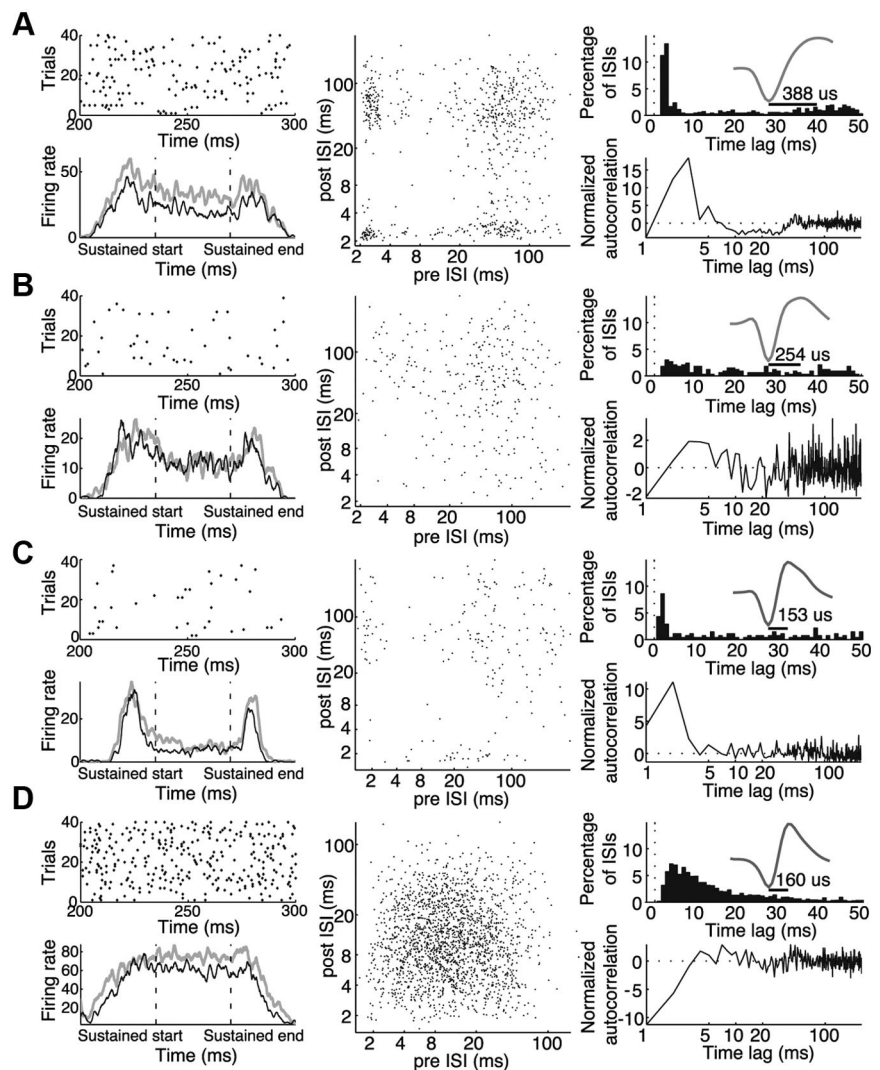 A
Trials
40
20
0
200
250
300
Time (ms)
Firing rate
50
0
Sustained start
Sustained end
Time (ms)
post ISI (ms)
100
20
8
4
2
2
4
8
20
100
pre ISI (ms)
Percentage
of ISIs
15
10
5
0
388 us
0
10
20
30
40
50
Time lag (ms)
Normalized
autocorrelation
15
10
5
0
1
5
10
20
100
Time lag (ms)
B
Trials
40
20
0
200
250
300
Time (ms)
Firing rate
20
10
0
Sustained start
Sustained end
Time (ms)
post ISI (ms)
100
20
8
4
2
2
4
8
20
100
pre ISI (ms)
Percentage
of ISIs
15
10
5
0
254 us
0
10
20
30
40
50
Time lag (ms)
Normalized
autocorrelation
2
0
-2
1
5
10
20
100
Time lag (ms)
C
Trials
40
20
0
200
250
300
Time (ms)
Firing rate
20
0
Sustained start
Sustained end
Time (ms)
post ISI (ms)
100
20
8
4
2
2
4
8
20
100
pre ISI (ms)
Percentage
of ISIs
15
10
5
0
153 us
0
10
20
30
40
50
Time lag (ms)
Normalized
autocorrelation
10
5
0
1
5
10
20
100
Time lag (ms)
D
Trials
40
20
0
200
250
300
Time (ms)
Firing rate
80
60
40
20
Sustained start
Sustained end
Time (ms)
post ISI (ms)
100
20
8
4
2
2
4
8
20
100
pre ISI (ms)
Percentage
of ISIs
15
10
5
0
160 us
0
10
20
30
40
50
Time lag (ms)
Normalized
autocorrelation
0
-5
-10
1
5
10
20
100
Time lag (ms)